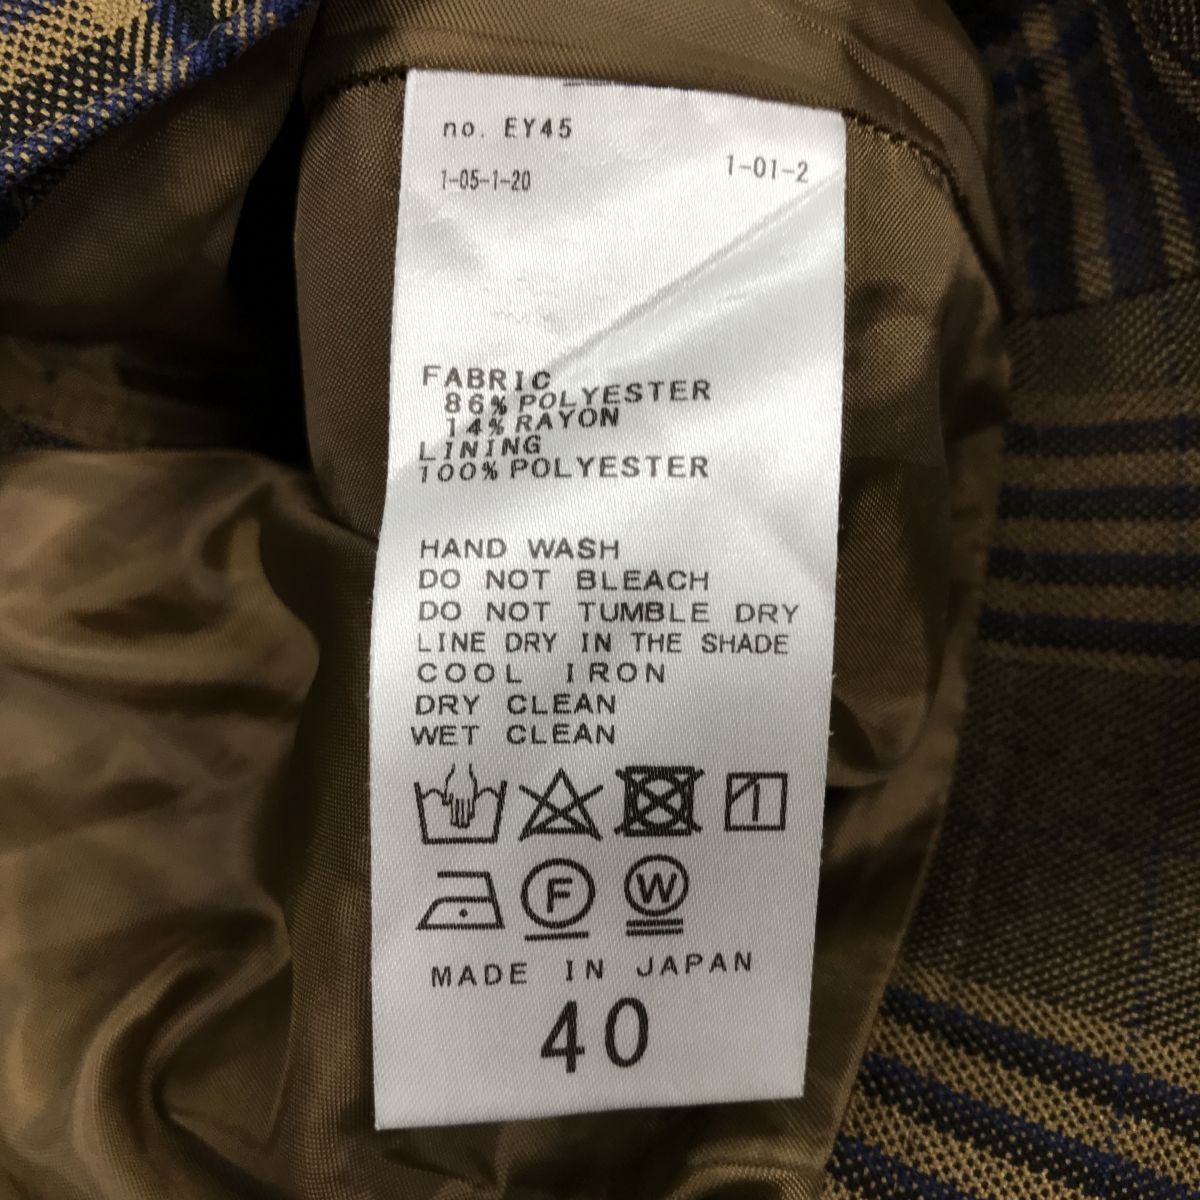 no. EY45
1-05-1-20 1-01-2
FABRIC
86% POLYESTER
14% RAYON
LINING
100% POLYESTER
HAND WASH
DO NOT BLEACH
DO NOT TUMBLE DRY
LINE DRY IN THE SHADE
COOL IRON
DRY CLEAN
WET CLEAN
F W
MADE IN JAPAN
40